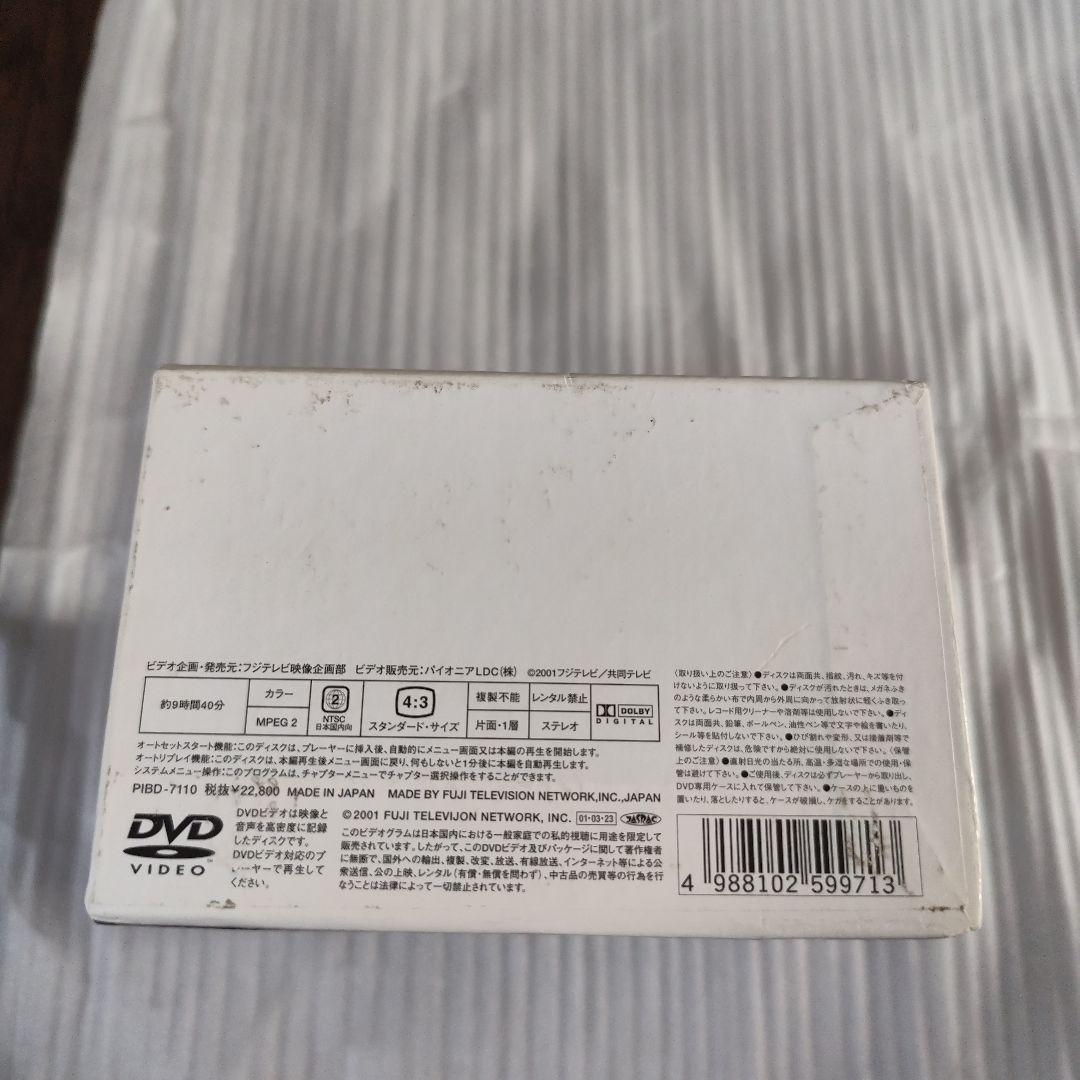 ビデオ企画・発売元:フジテレビ映像企画部 ビデオ販売元:パイオニアLDC(株) ©2001フジテレビ/共同テレビ
約9時間40分
カラー
MPEG 2
2
NTSC
日本国内向
4:3
スタンダード・サイズ
複製不能
片面・1層
レンタル禁止
ステレオ
DOLBY
DIGITAL
オートセットスタート機能:このディスクは、プレーヤーに挿入後、自動的にメニュー画面又は本編の再生を開始します。
オートリプレイ機能:このディスクは、本編再生後メニュー画面に戻り、何もしないと1分後に本編を自動再生します。
システムメニュー操作:このプログラムは、チャプターメニューでチャプター選択操作をすることができます。
PIBD-7110 税抜¥22,800 MADE IN JAPAN MADE BY FUJI TELEVISION NETWORK,INC.,JAPAN
DVD
VIDEO
DVDビデオは映像と
音声を高密度に記録
したディスクです。
DVDビデオ対応のプ
ーヤーで再生して
ください。
©2001 FUJI TELEVIJON NETWORK, INC. 01・03・23 JASRAC
このビデオグラムは日本国内における一般家庭での私的視聴に用途を限定して
販売されています。したがって、このDVDビデオ及びパッケージに関して著作権者
に無断で、国外への輸出、複製、改変、放送、有線放送、インターネット等による公
衆送信、公の上映、レンタル(有償・無償を問わず)、中古品の売買等の行為を行
なうことは法律によって一切禁止されています。
〈取り扱い上のご注意〉●ディスクは両面共、指紋、汚れ、キズ等を付
けないように取り扱って下さい。●ディスクが汚れたときは、メガネふき
のような柔らかい布で内周から外周に向かって放射状に軽くふき取っ
て下さい。レコード用クリーナーや溶剤等は使用しないで下さい。●ディ
スクは両面共、鉛筆、ボールペン、油性ペン等で文字や絵を書いたり、
シール等を貼付しないで下さい。●ひび割れや変形、又は接着剤等で
補修したディスクは、危険ですから絶対に使用しないで下さい。〈保管
上のご注意〉●直射日光の当たる所、高温・多湿な場所での使用・保
管は避けて下さい。●ご使用後、ディスクは必ずプレーヤーから取り出し、
DVD専用ケースに入れて保管して下さい。●ケースの上に重いものを
置いたり、落としたりすると、ケースが破損し、ケガをすることがあります。
4 988102 599713